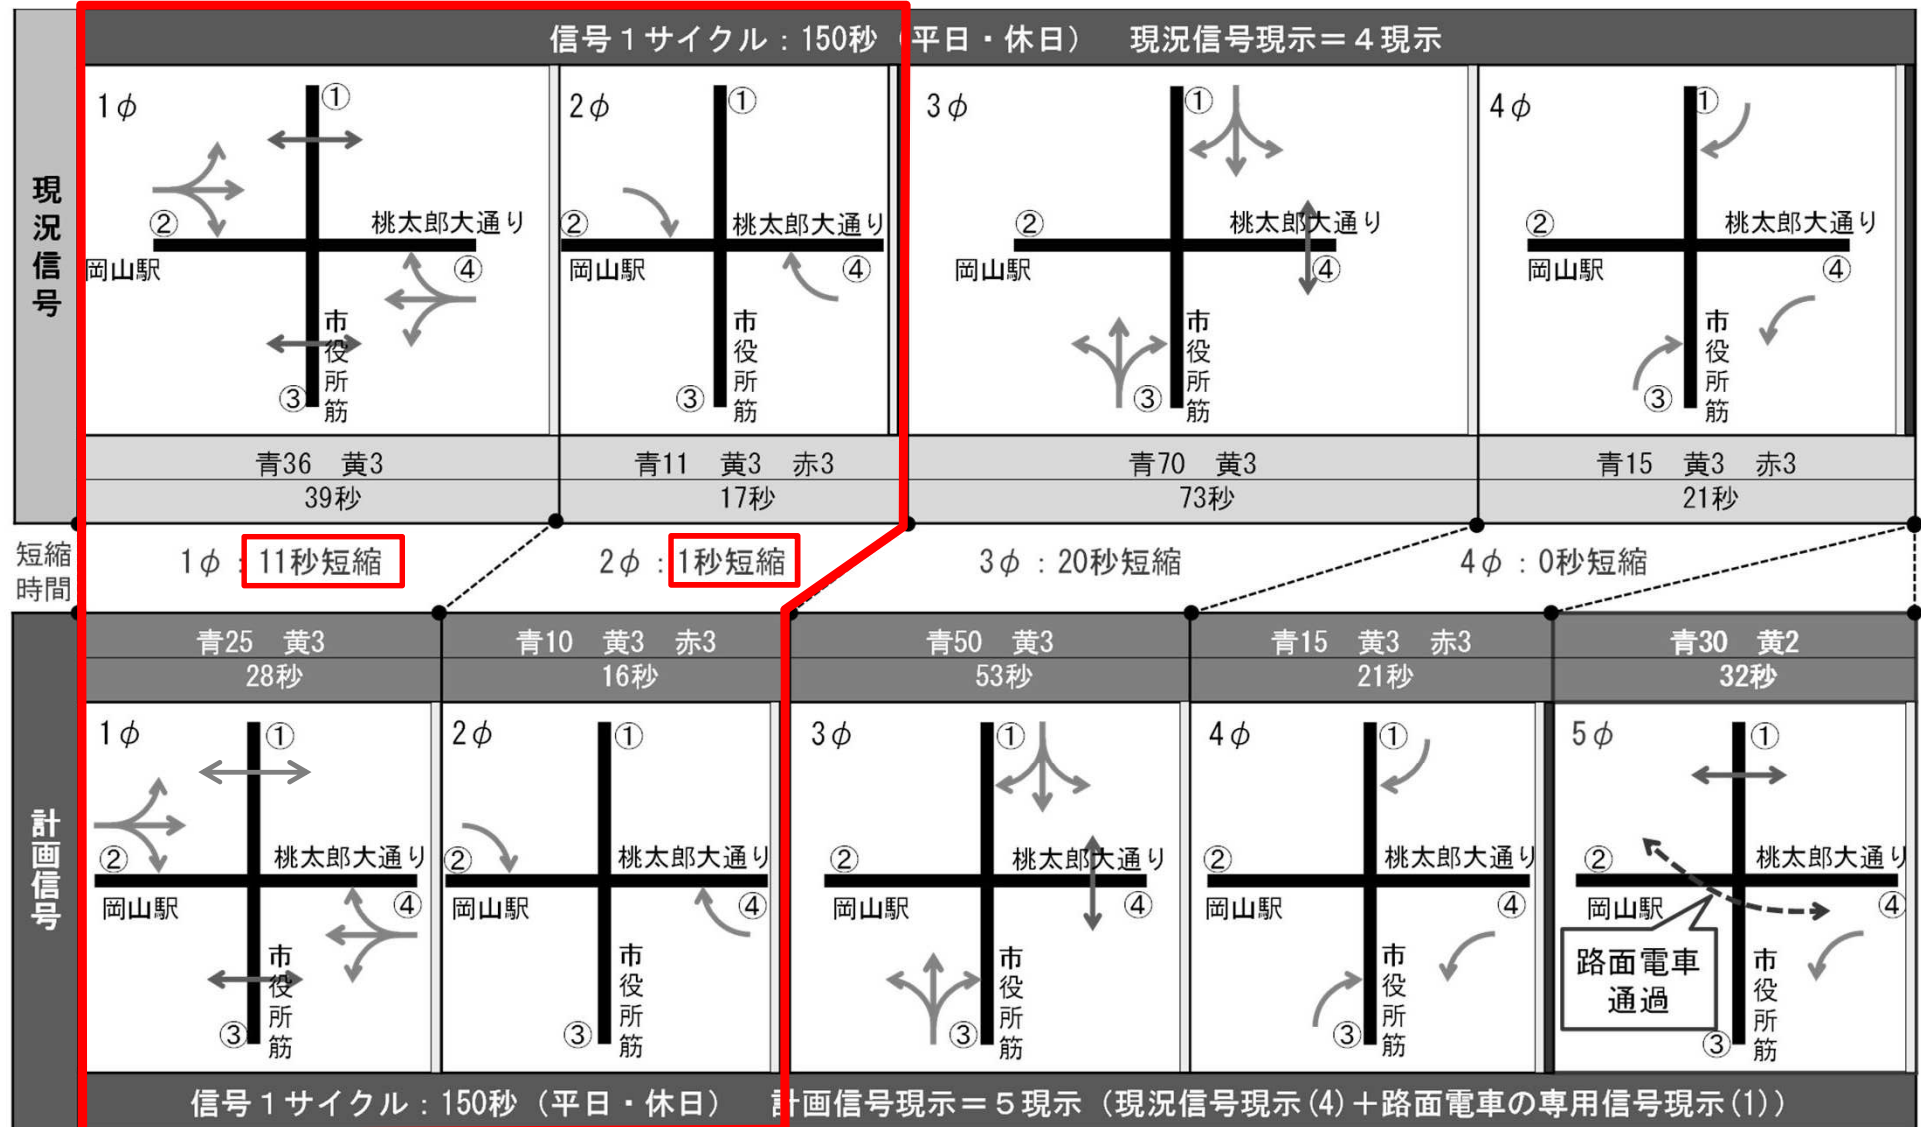 信号1サイクル：150秒（平日・休日）　現況信号現示＝４現示
現況信号
1φ
①
②
桃太郎大通り
岡山駅
④
市役所筋
③
2φ
①
②
桃太郎大通り
岡山駅
④
市役所筋
③
3φ
①
②
桃太郎大通り
岡山駅
④
市役所筋
③
4φ
①
②
桃太郎大通り
岡山駅
④
市役所筋
③
青36　黄3
39秒
青11　黄3　赤3
17秒
青70　黄3
73秒
青15　黄3　赤3
21秒
短縮
時間
1φ：11秒短縮
2φ：1秒短縮
3φ：20秒短縮
4φ：0秒短縮
計画信号
青25　黄3
28秒
青10　黄3　赤3
16秒
青50　黄3
53秒
青15　黄3　赤3
21秒
青30　黄2
32秒
1φ
①
②
桃太郎大通り
岡山駅
④
市役所筋
③
2φ
①
②
桃太郎大通り
岡山駅
④
市役所筋
③
3φ
①
②
桃太郎大通り
岡山駅
④
市役所筋
③
4φ
①
②
桃太郎大通り
岡山駅
④
市役所筋
③
5φ
①
②
桃太郎大通り
岡山駅
④
路面電車
通過
市役所筋
③
信号1サイクル：150秒（平日・休日）　計画信号現示＝５現示（現況信号現示(4)＋路面電車の専用信号現示(1)）